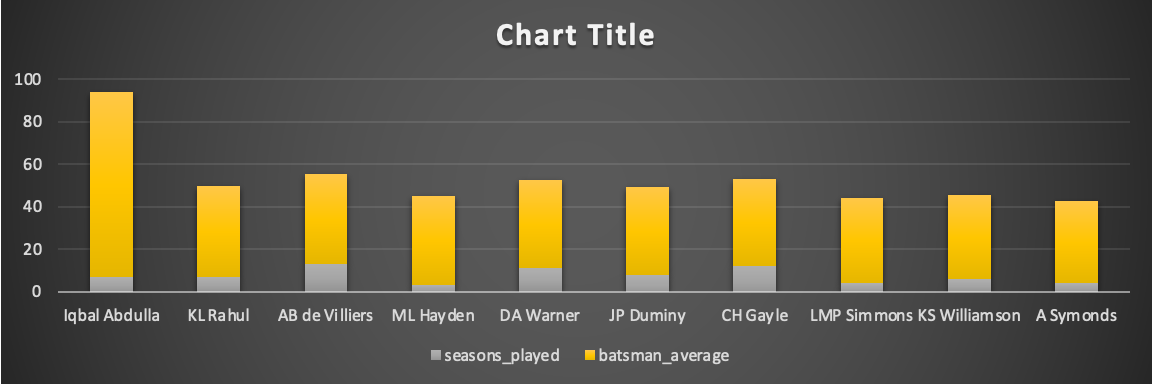 Chart Title
100
80
60
40
20
0
Iqbal Abdulla KL Rahul AB de Villiers ML Hayden DA Warner JP Duminy CH Gayle LMP Simmons KS Williamson A Symonds
seasons_played batsman_average